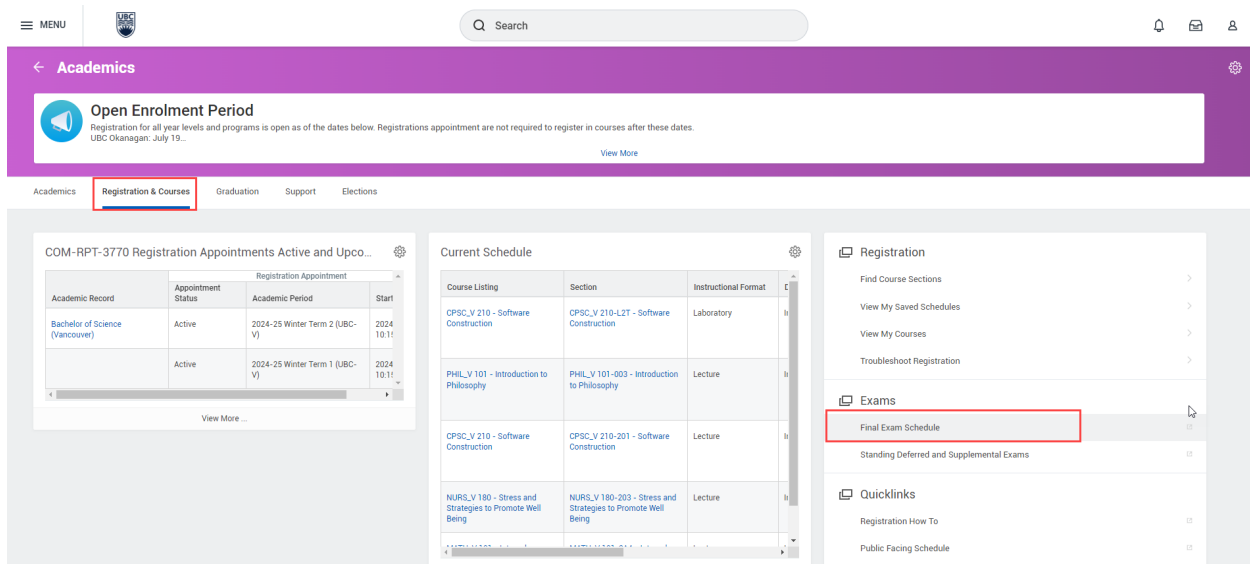 MENU
UBC
Search
Academics
Open Enrolment Period
Registration for all year levels and programs is open as of the dates below. Registrations appointment are not required to register in courses after these dates.
UBC Okanagan: July 19...
View More
Academics
Registration & Courses
Graduation
Support
Elections
COM-RPT-3770 Registration Appointments Active and Upco...
Registration Appointment
Academic Record
Appointment
Status
Academic Period
Start
Bachelor of Science
(Vancouver)
Active
2024-25 Winter Term 2 (UBC-
V)
2024
10:15
Active
2024-25 Winter Term 1 (UBC-
V)
2024
10:15
View More ...
Current Schedule
Course Listing
Section
Instructional Format
CPSC_V 210 - Software
Construction
CPSC_V 210-L2T - Software
Construction
Laboratory
PHIL_V 101 - Introduction to
Philosophy
PHIL_V 101-003 - Introduction
to Philosophy
Lecture
CPSC_V 210 - Software
Construction
CPSC_V 210-201 - Software
Construction
Lecture
NURS_V 180 - Stress and
Strategies to Promote Well
Being
NURS_V 180-203 - Stress and
Strategies to Promote Well
Being
Lecture
Registration
Find Course Sections
View My Saved Schedules
View My Courses
Troubleshoot Registration
Exams
Final Exam Schedule
Standing Deferred and Supplemental Exams
Quicklinks
Registration How To
Public Facing Schedule